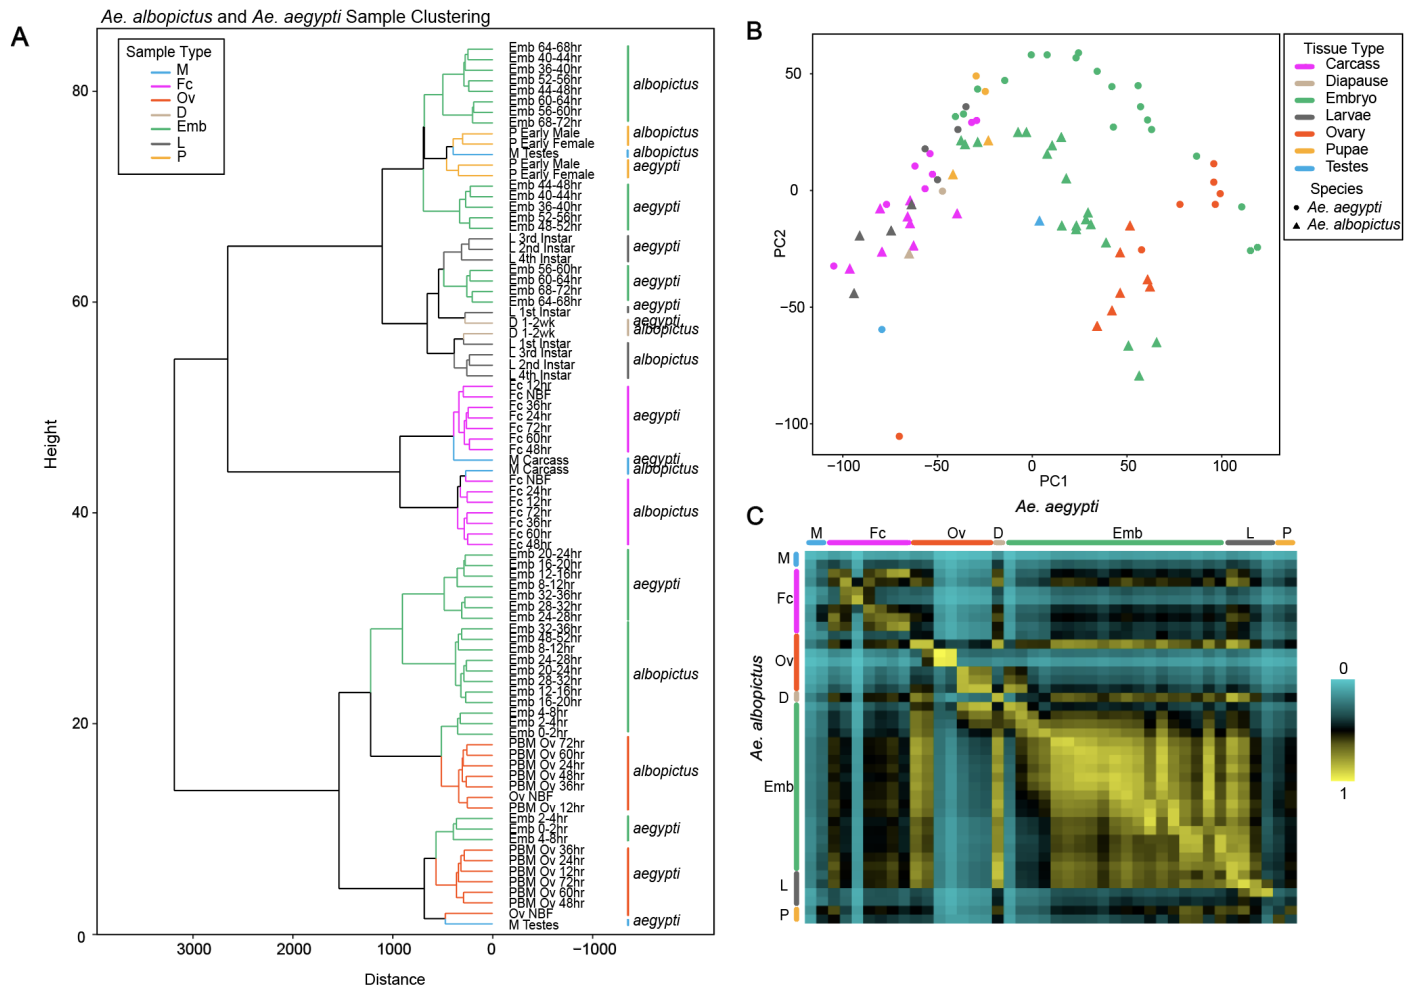 A
Ae. albopictus and Ae. aegypti Sample Clustering
Sample Type
M
Fc
Ov
D
Emb
L
P
Height
80
60
40
20
0
3000
2000
1000
0
−1000
Distance
Emb 64-68hr
Emb 40-44hr
Emb 36-40hr
Emb 52-56hr
Emb 44-48hr
Emb 60-64hr
Emb 56-60hr
Emb 68-72hr
P Early Male
P Early Female
M Testes
P Early Male
P Early Female
Emb 44-48hr
Emb 40-44hr
Emb 36-40hr
Emb 52-56hr
Emb 48-52hr
L 3rd Instar
L 2nd Instar
L 4th Instar
Emb 56-60hr
Emb 60-64hr
Emb 68-72hr
Emb 64-68hr
L 1st Instar
D 1-2wk
D 1-2wk
L 1st Instar
L 3rd Instar
L 2nd Instar
L 4th Instar
Fc 12hr
Fc NBF
Fc 36hr
Fc 24hr
Fc 72hr
Fc 60hr
Fc 48hr
M Carcass
M Carcass
Fc NBF
Fc 24hr
Fc 12hr
Fc 72hr
Fc 36hr
Fc 60hr
Fc 48hr
Emb 20-24hr
Emb 16-20hr
Emb 12-16hr
Emb 8-12hr
Emb 32-36hr
Emb 28-32hr
Emb 24-28hr
Emb 32-36hr
Emb 48-52hr
Emb 8-12hr
Emb 24-28hr
Emb 20-24hr
Emb 28-32hr
Emb 12-16hr
Emb 16-20hr
Emb 4-8hr
Emb 2-4hr
Emb 0-2hr
PBM Ov 72hr
PBM Ov 60hr
PBM Ov 24hr
PBM Ov 48hr
PBM Ov 36hr
Ov NBF
PBM Ov 12hr
Emb 2-4hr
Emb 0-2hr
Emb 4-8hr
PBM Ov 36hr
PBM Ov 24hr
PBM Ov 12hr
PBM Ov 72hr
PBM Ov 60hr
PBM Ov 48hr
Ov NBF
M Testes
albopictus
albopictus
albopictus
aegypti
aegypti
aegypti
aegypti
aegypti
aegypti
albopictus
albopictus
aegypti
aegypti
albopictus
albopictus
aegypti
albopictus
albopictus
aegypti
aegypti
aegypti
B
PC2
50
0
−50
−100
−100
−50
0
50
100
PC1
Tissue Type
Carcass
Diapause
Embryo
Larvae
Ovary
Pupae
Testes
Species
Ae. aegypti
Ae. albopictus
C
Ae. aegypti
M
Fc
Ov
D
Emb
L
P
Ae. albopictus
M
Fc
Ov
D
Emb
L
P
0
1